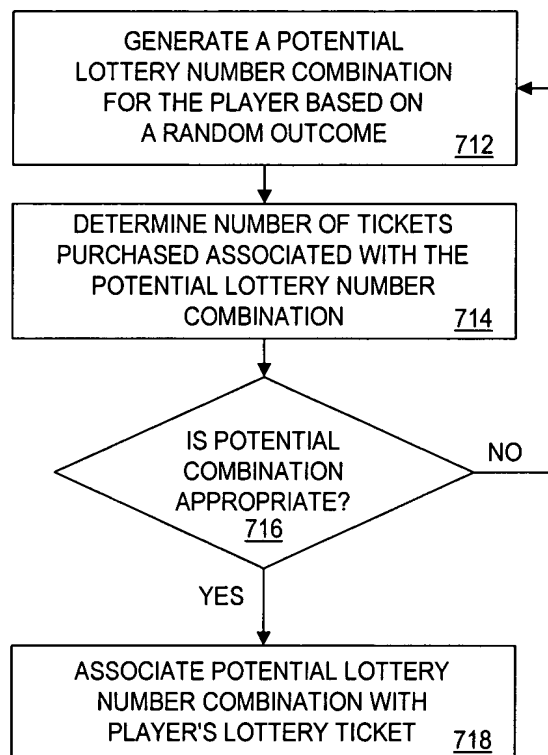 GENERATE A POTENTIAL
LOTTERY NUMBER COMBINATION
FOR THE PLAYER BASED ON
A RANDOM OUTCOME
712
DETERMINE NUMBER OF TICKETS
PURCHASED ASSOCIATED WITH THE
POTENTIAL LOTTERY NUMBER
COMBINATION
714
IS POTENTIAL
COMBINATION
APPROPRIATE?
716
NO
YES
ASSOCIATE POTENTIAL LOTTERY
NUMBER COMBINATION WITH
PLAYER'S LOTTERY TICKET
718